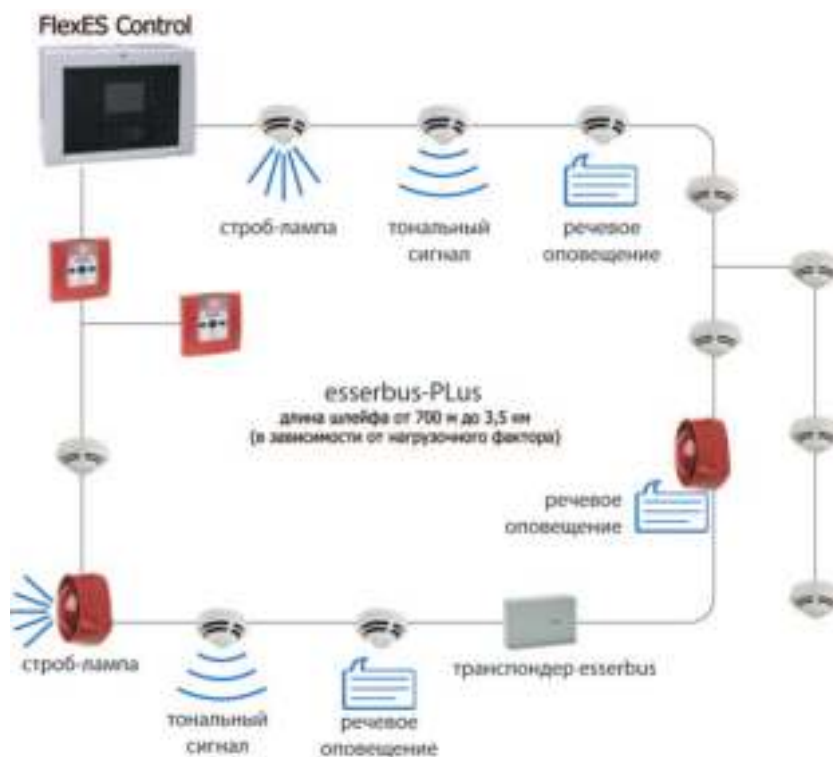 FlexES Control
строб-лампа
тональный
сигнал
речевое
оповещение
esserbus-PLus
длина шлейфа от 700 м до 3,5 км
(в зависимости от нагрузочного фактора)
речевое
оповещение
строб-лампа
транспондер esserbus
тональный
сигнал
речевое
оповещение